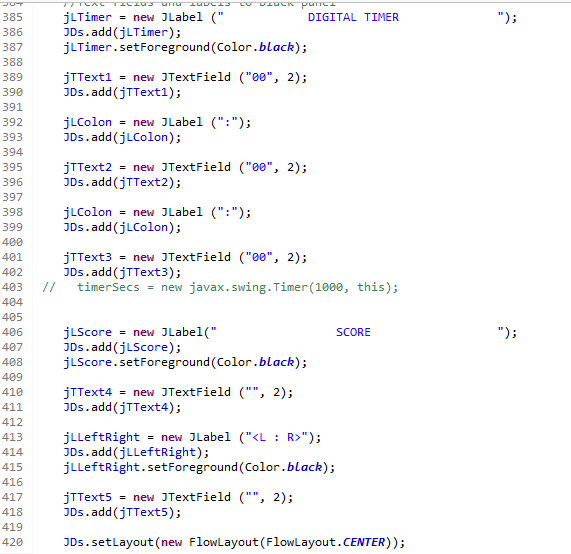 384 //Text fields and labels to black panel
385 jLTimer = new JLabel ("            DIGITAL TIMER              ");
386 JDs.add(jLTimer);
387 jLTimer.setForeground(Color.black);
388
389 jTText1 = new JTextField ("00", 2);
390 JDs.add(jTText1);
391
392 jLColon = new JLabel (":");
393 JDs.add(jLColon);
394
395 jTText2 = new JTextField ("00", 2);
396 JDs.add(jTText2);
397
398 jLColon = new JLabel (":");
399 JDs.add(jLColon);
400
401 jTText3 = new JTextField ("00", 2);
402 JDs.add(jTText3);
403 //   timerSecs = new javax.swing.Timer(1000, this);
404
405
406 jLScore = new JLabel("                 SCORE                  ");
407 JDs.add(jLScore);
408 jLScore.setForeground(Color.black);
409
410 jTText4 = new JTextField ("", 2);
411 JDs.add(jTText4);
412
413 jLLeftRight = new JLabel ("<L : R>");
414 JDs.add(jLLeftRight);
415 jLLeftRight.setForeground(Color.black);
416
417 jTText5 = new JTextField ("", 2);
418 JDs.add(jTText5);
419
420 JDs.setLayout(new FlowLayout(FlowLayout.CENTER));